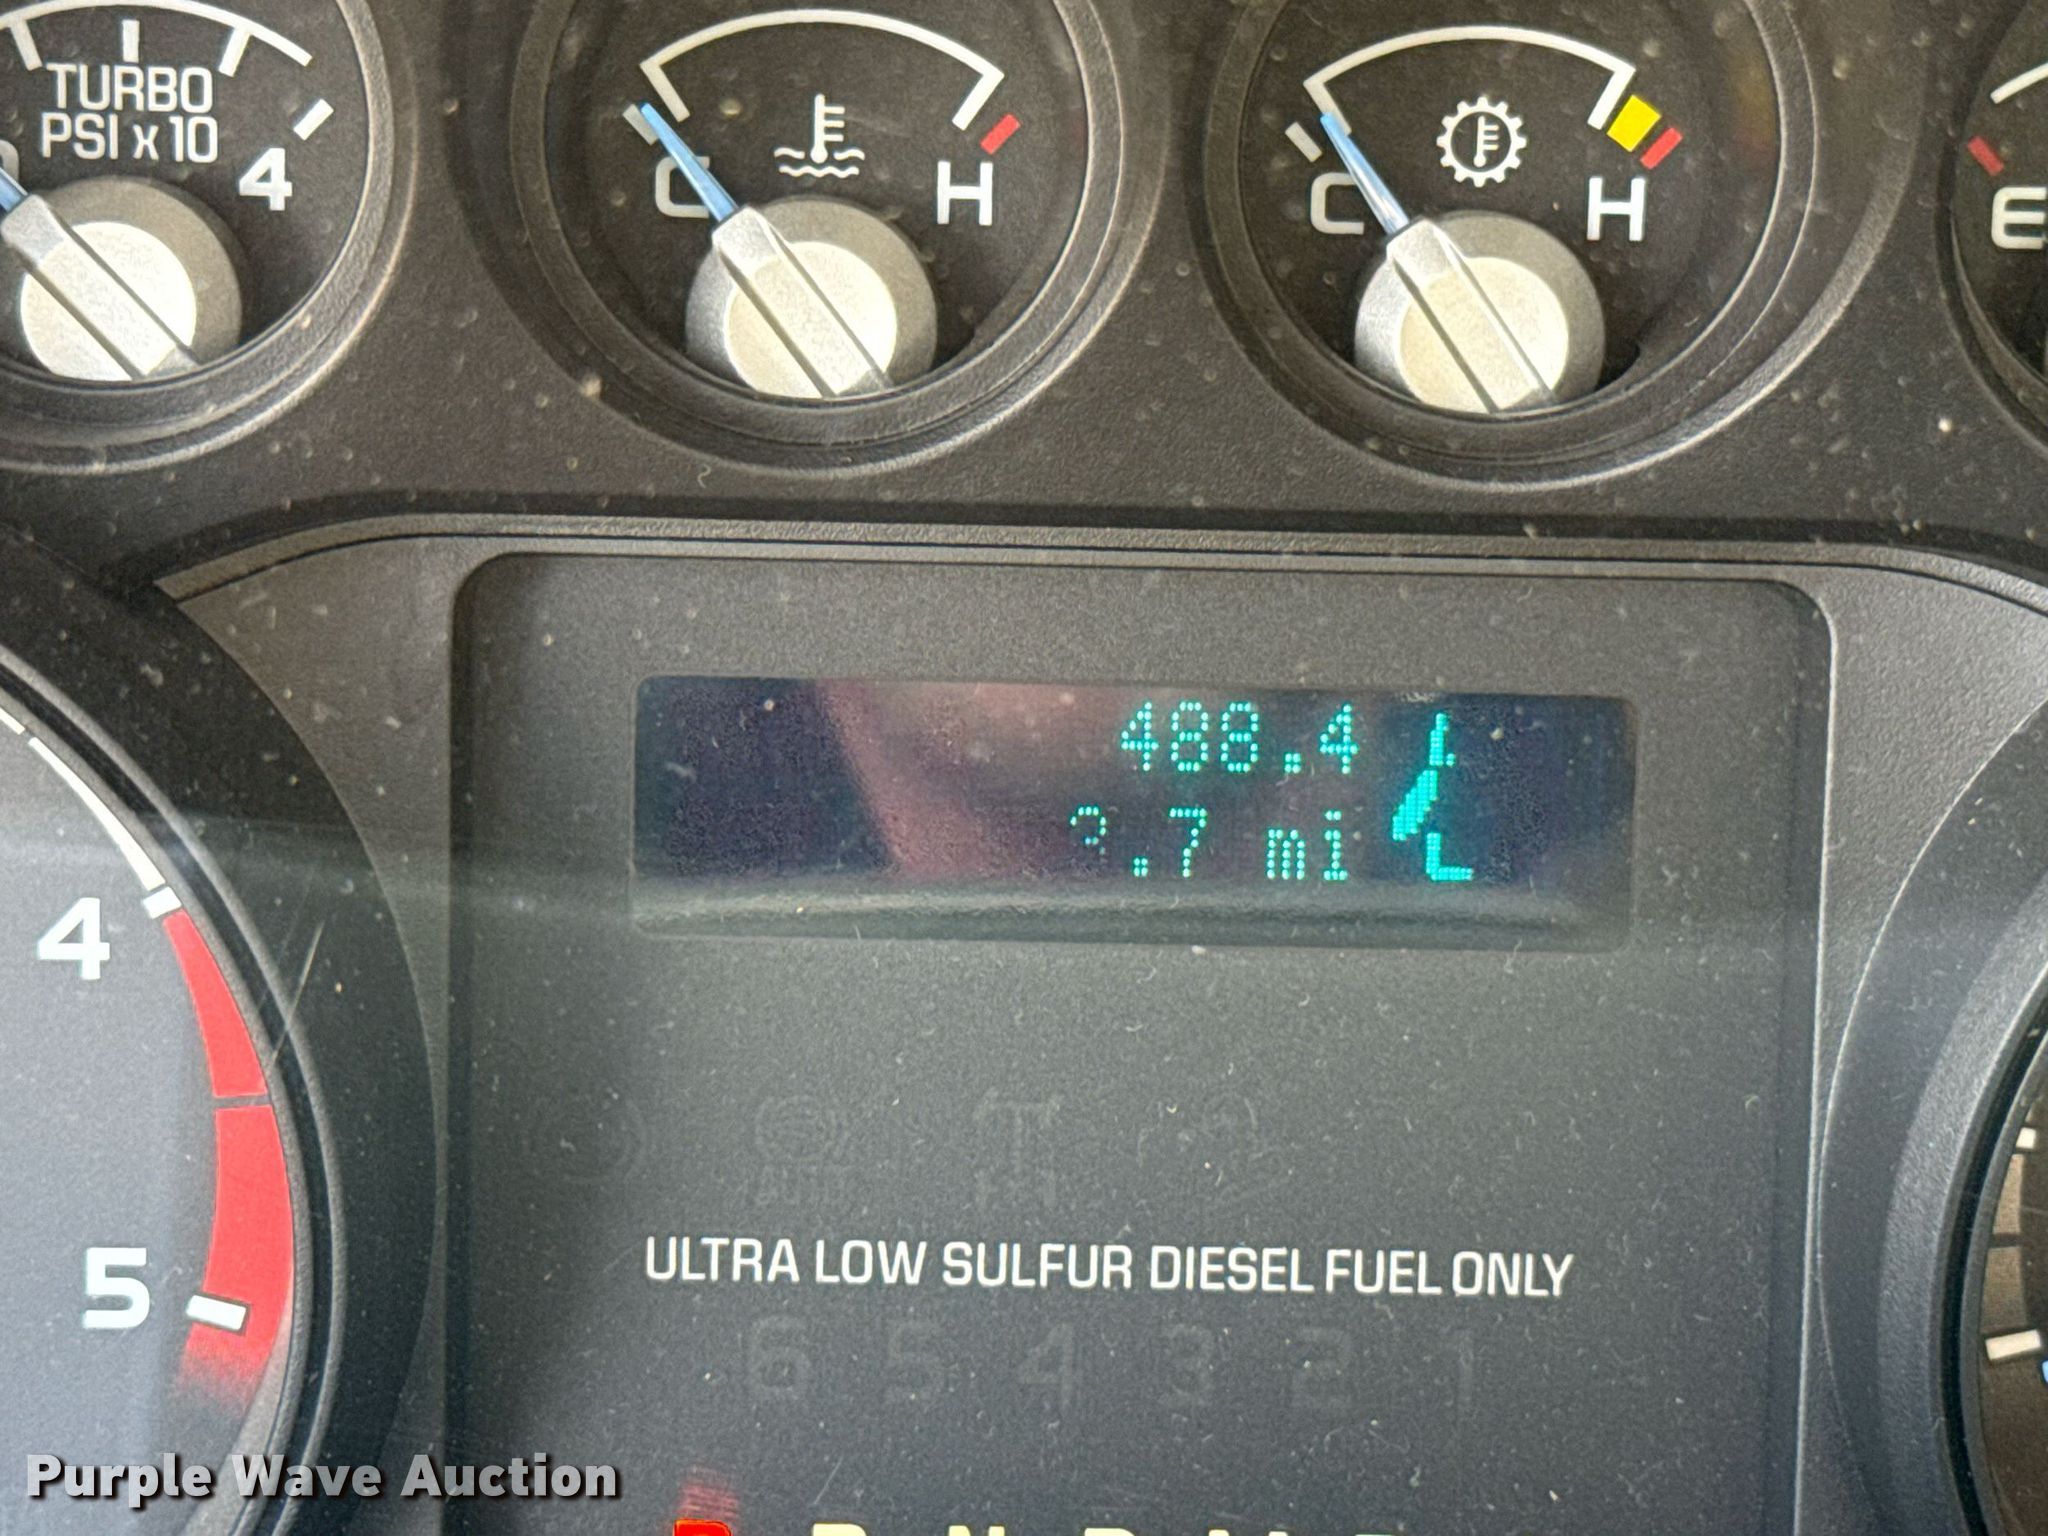 TURBO
PSI x 10
4
C
H
C
H
E
488.4
3.7 mi
4
ULTRA LOW SULFUR DIESEL FUEL ONLY
5
6 5 4 3 2 1
Purple Wave Auction